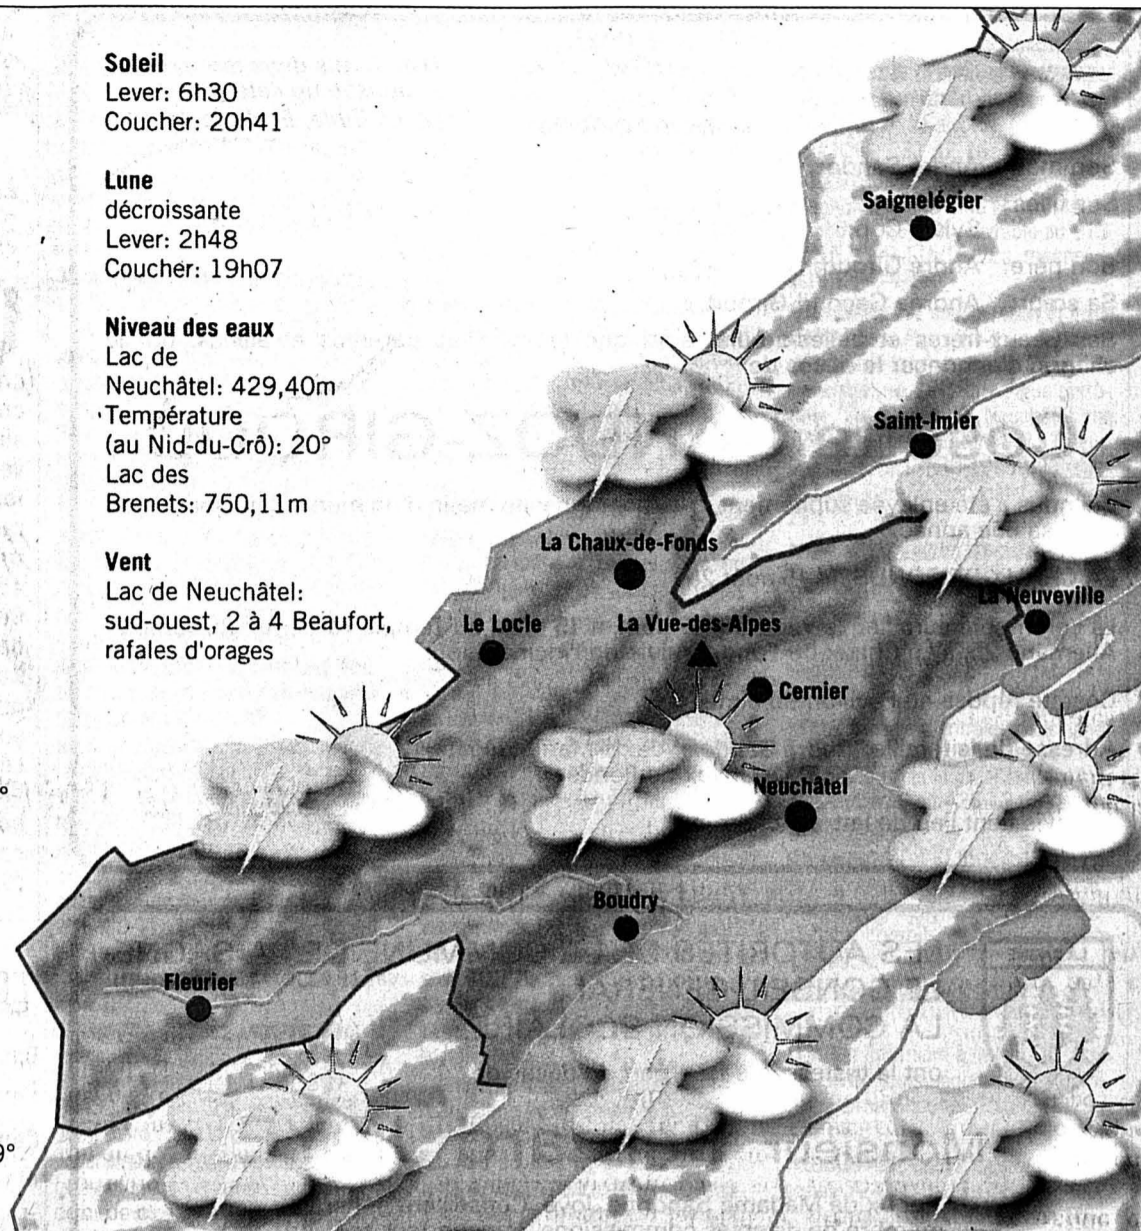 Soleil
Lever: 6h30
Coucher: 20h41
Lune
décroissante
Lever: 2h48
Coucher: 19h07
Niveau des eaux
Lac de
Neuchâtel: 429,40m
Température
(au Nid-du-Crô): 20°
Lac des
Brenets: 750,11m
Vent
Lac de Neuchâtel:
sud-ouest, 2 à 4 Beaufort,
rafales d'orages
Saignelégier
Saint-Imier
La Chaux-de-Fonds
La Neuveville
Le Locle
La Vue-des-Alpes
Cernier
Neuchâtel
Boudry
Fleurier